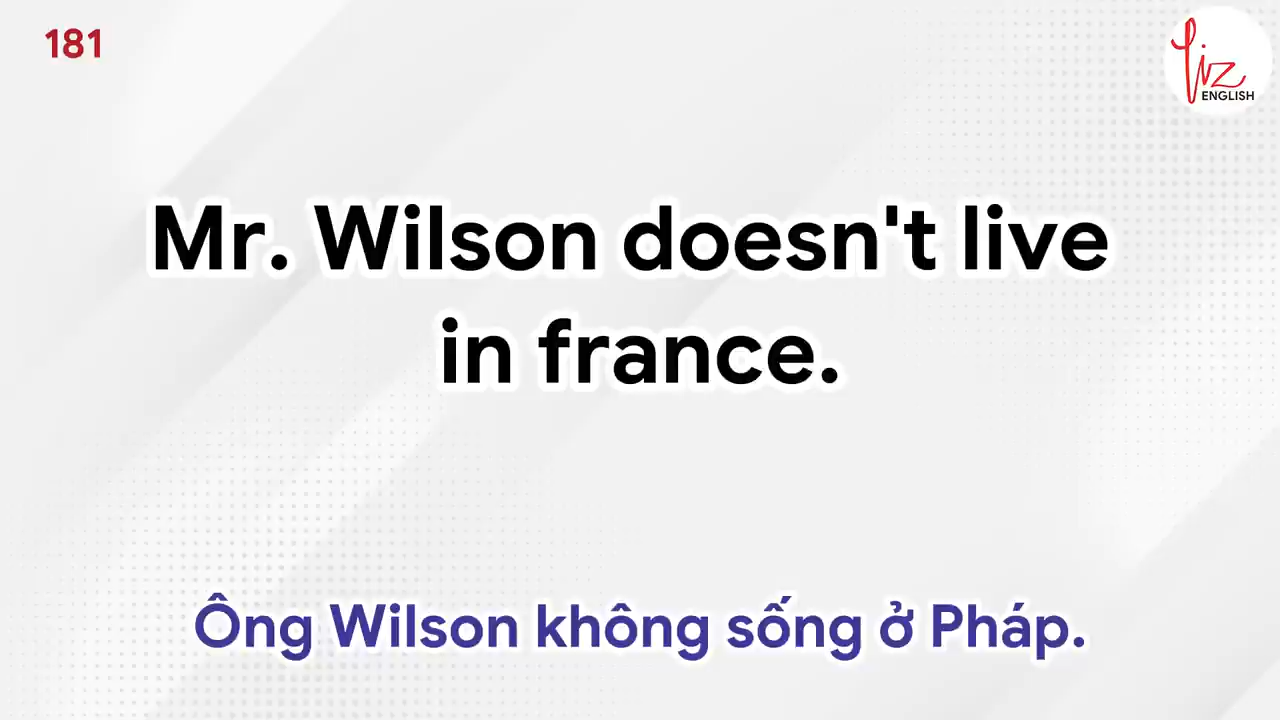 181
Liz
ENGLISH
Mr. Wilson doesn't live
in france.
Ông Wilson không sống ở Pháp.